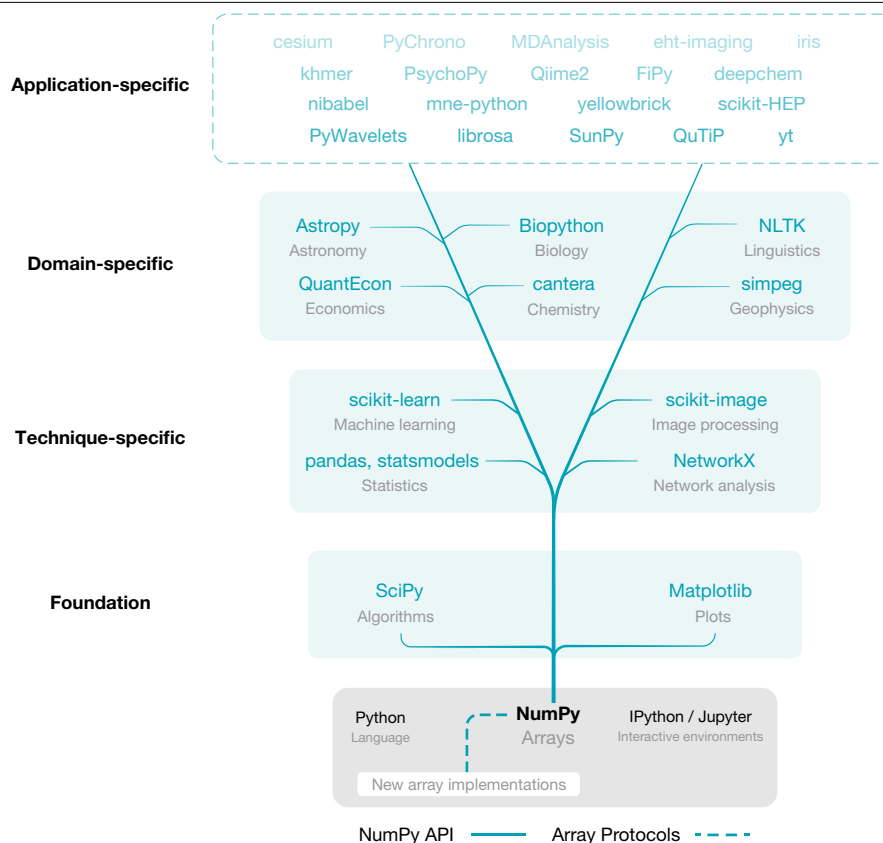 cesium PyChrono MDAnalysis eht-imaging iris
Application-specific
khmer PsychoPy Qiime2 FiPy deepchem
nibabel mne-python yellowbrick scikit-HEP
PyWavelets librosa SunPy QuTiP yt
Astropy Biopython NLTK
Astronomy Biology Linguistics
Domain-specific
QuantEcon cantera simpeg
Economics Chemistry Geophysics
scikit-learn scikit-image
Machine learning Image processing
Technique-specific
pandas, statsmodels NetworkX
Statistics Network analysis
SciPy Matplotlib
Foundation
Algorithms Plots
Python NumPy IPython / Jupyter
Language Arrays Interactive environments
New array implementations
NumPy API Array Protocols